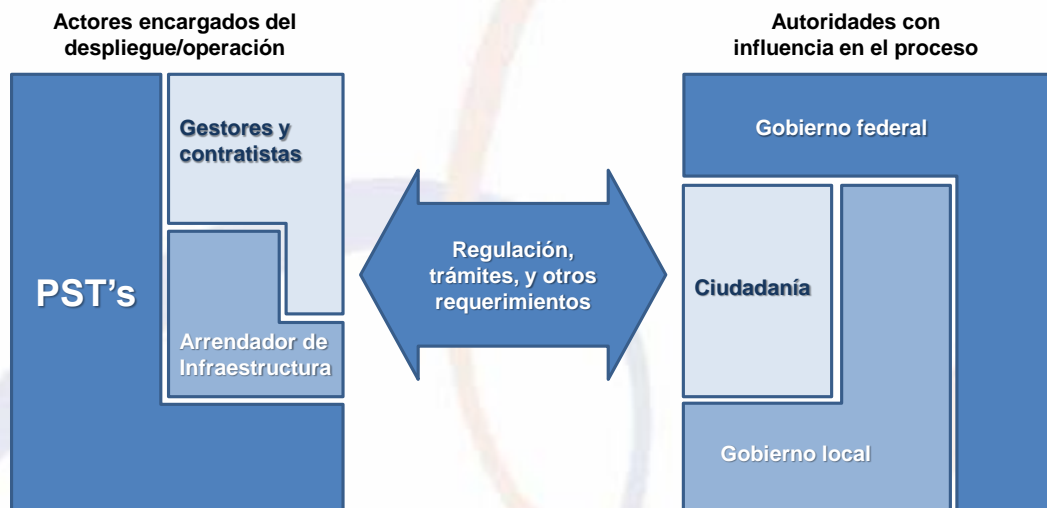 Actores encargados del
despliegue/operación
Gestores y
contratistas
PST's
Arrendador de
Infraestructura
Regulación,
trámites, y otros
requerimientos
Autoridades con
influencia en el proceso
Gobierno federal
Ciudadanía
Gobierno local